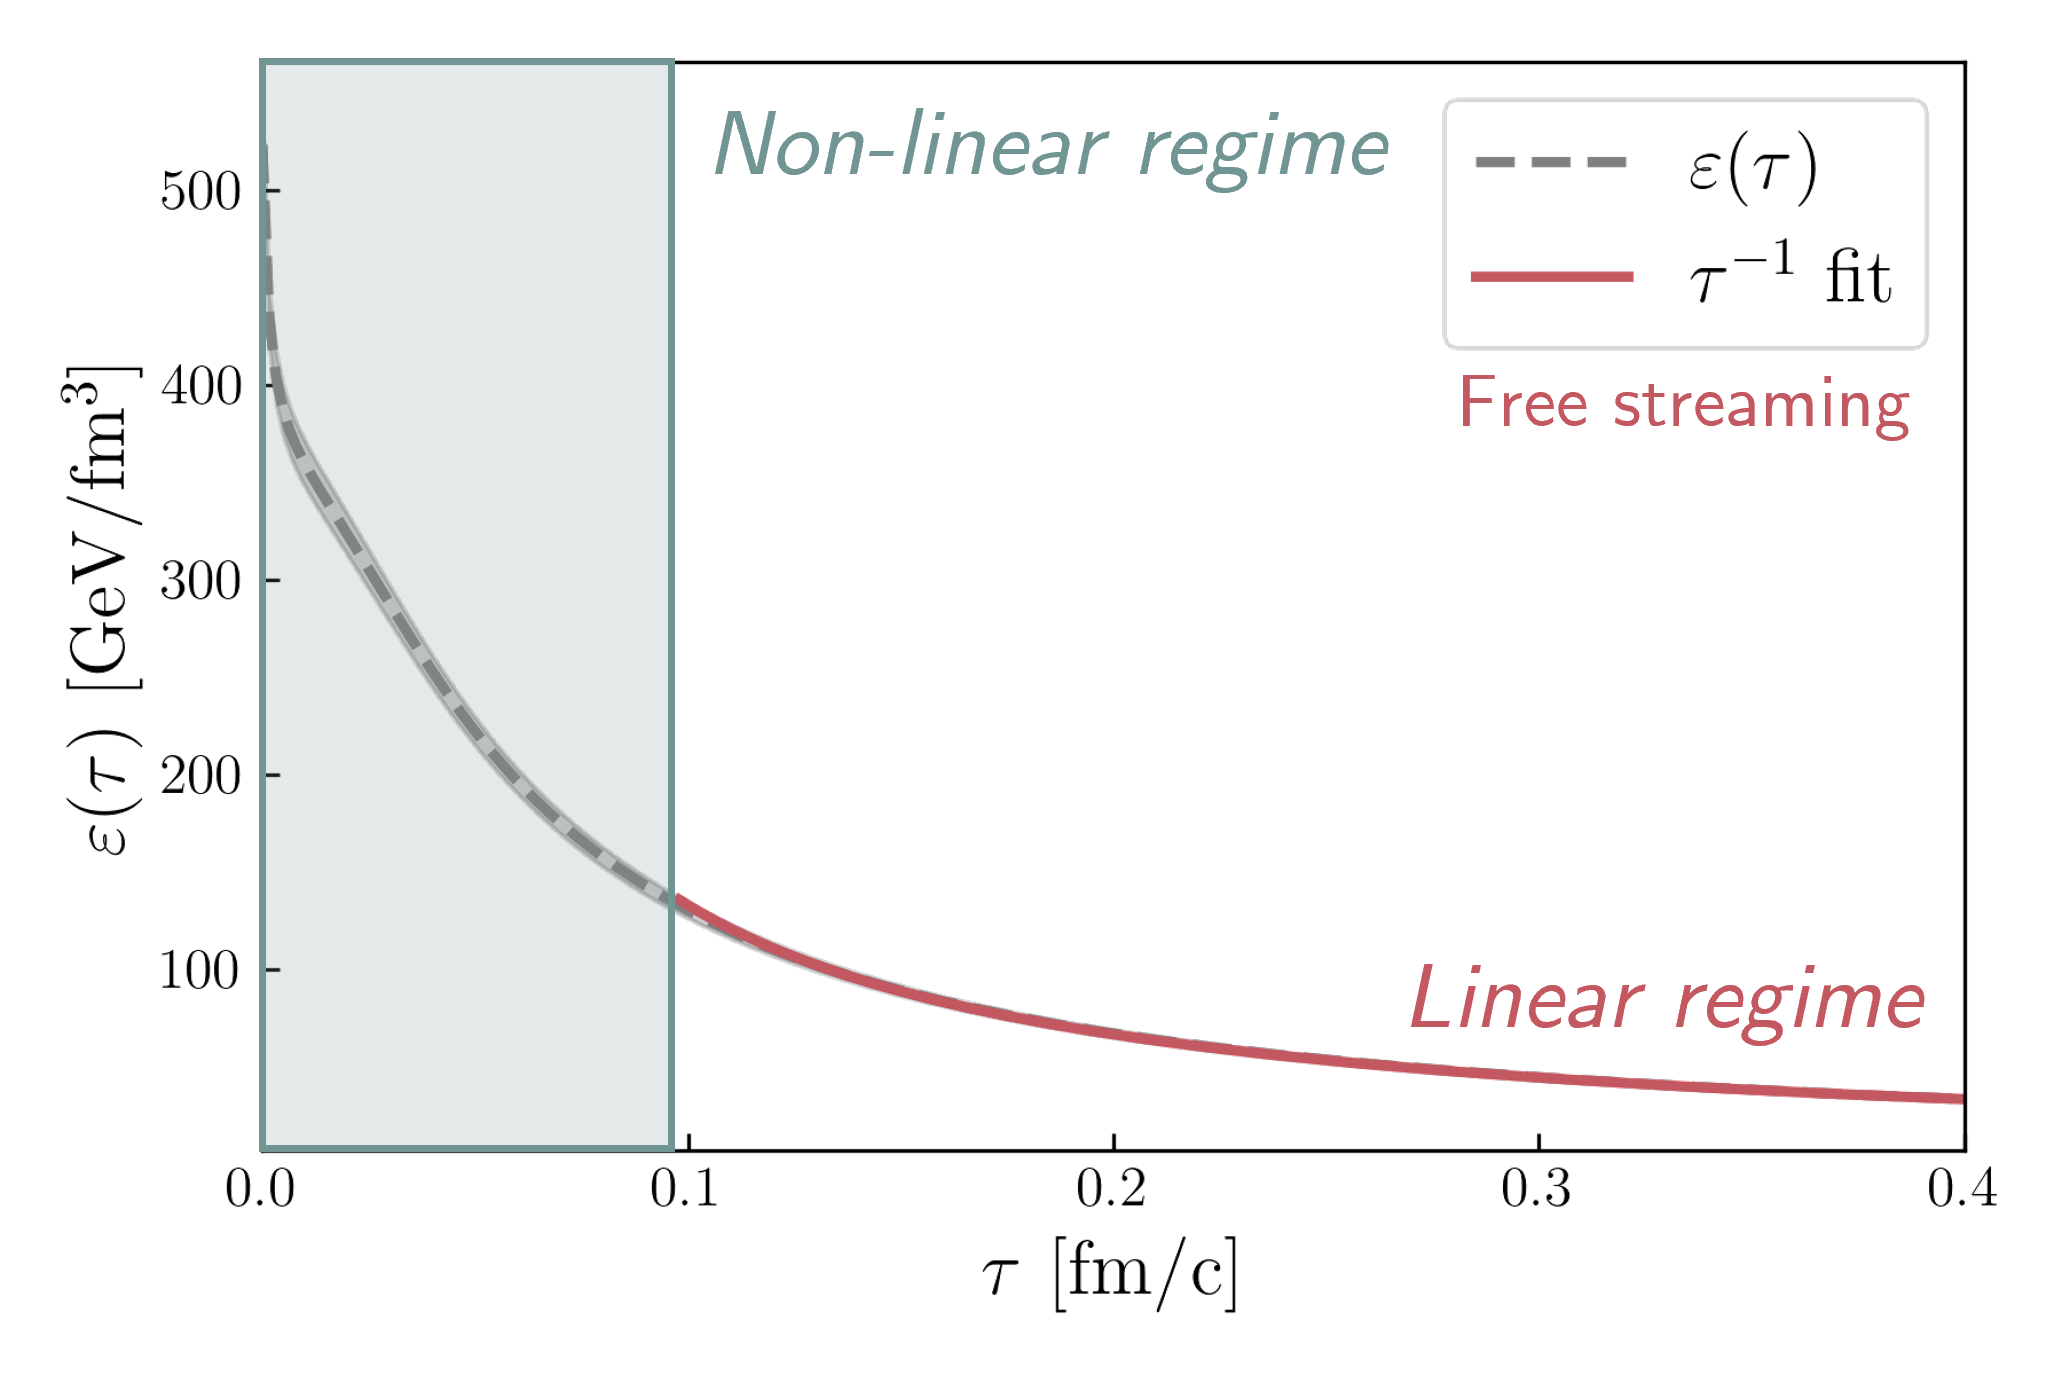 Non-linear regime
ε(τ)
τ⁻¹ fit
Free streaming
Linear regime
ε(τ) [GeV/fm³]
500
400
300
200
100
0.0 0.1 0.2 0.3 0.4
τ [fm/c]